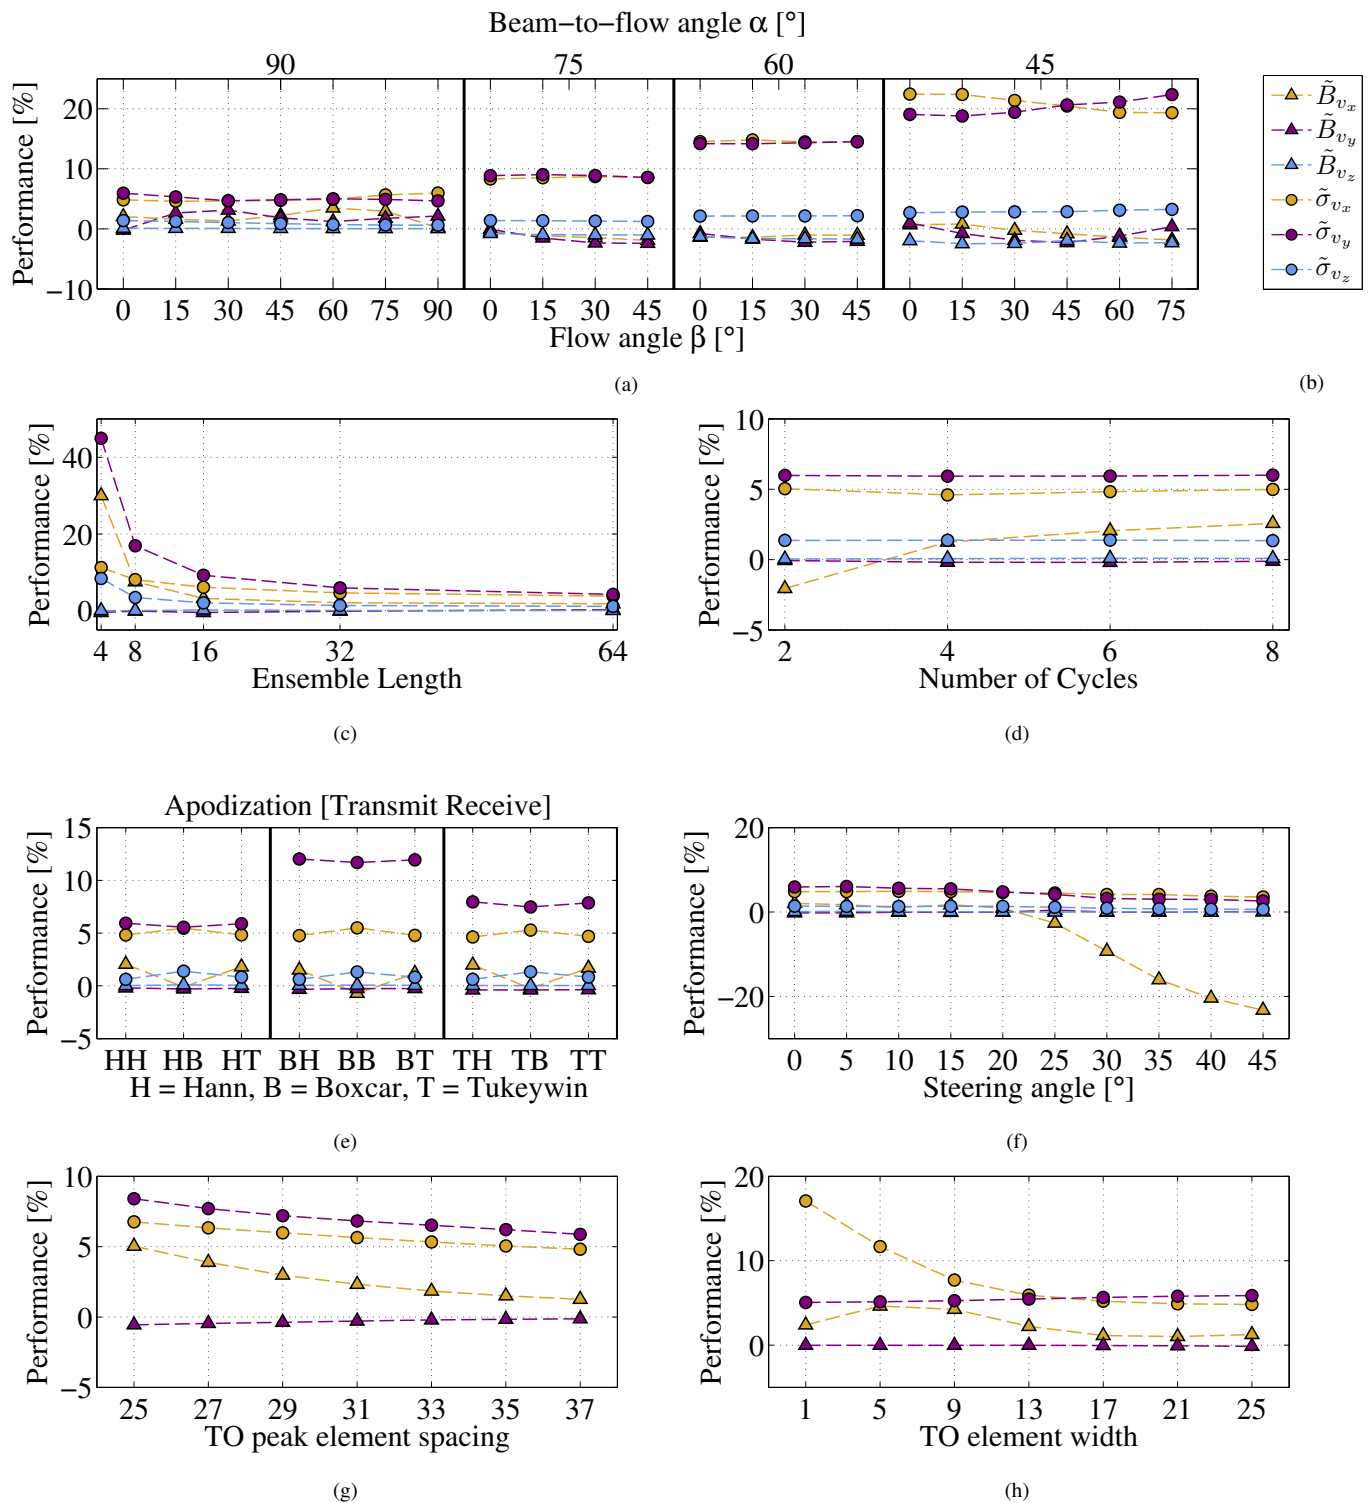 Beam−to−flow angle α [°]
90 75 60 45
Performance [%]
20
10
0
−10
0 15 30 45 60 75 90 0 15 30 45 0 15 30 45 0 15 30 45 60 75
Flow angle β [°]
(a)
B̃_{v_x}
B̃_{v_y}
B̃_{v_z}
σ̃_{v_x}
σ̃_{v_y}
σ̃_{v_z}
(b)
Performance [%]
40
20
0
4 8 16 32 64
Ensemble Length
(c)
Performance [%]
10
5
0
−5
2 4 6 8
Number of Cycles
(d)
Apodization [Transmit Receive]
Performance [%]
15
10
5
0
−5
HH HB HT BH BB BT TH TB TT
H = Hann, B = Boxcar, T = Tukeywin
(e)
Performance [%]
20
0
−20
0 5 10 15 20 25 30 35 40 45
Steering angle [°]
(f)
Performance [%]
10
5
0
−5
25 27 29 31 33 35 37
TO peak element spacing
(g)
Performance [%]
20
10
0
1 5 9 13 17 21 25
TO element width
(h)